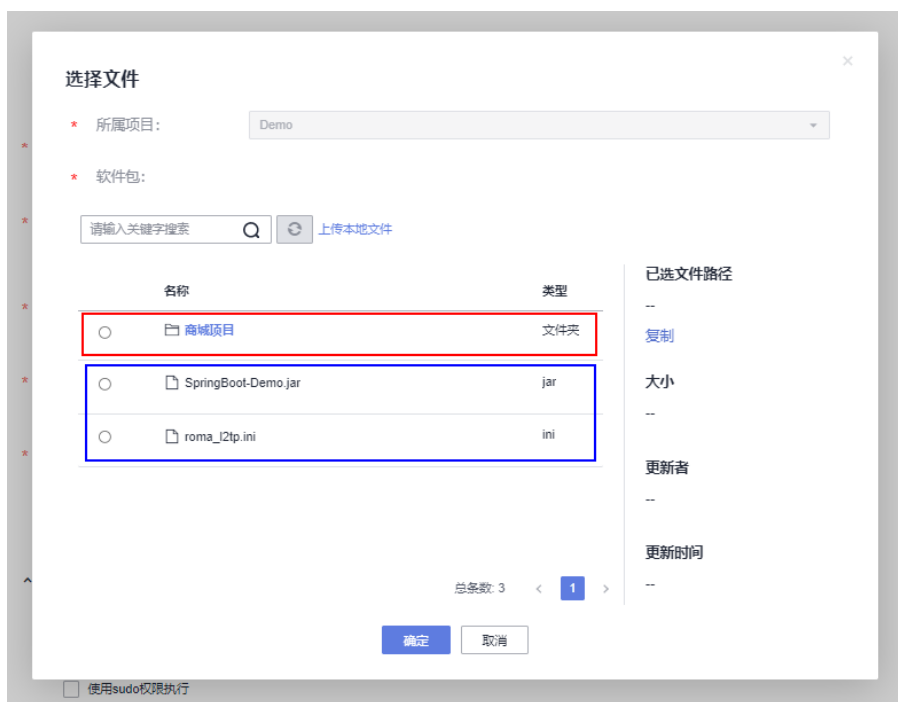 选择文件
* 所属项目: Demo
* 软件包:
请输入关键字搜索 上传本地文件
名称 类型
商城项目 文件夹
SpringBoot-Demo.jar jar
roma_l2tp.ini ini
总条数: 3 < 1 >
已选文件路径
--
复制
大小
--
更新者
--
更新时间
--
确定 取消
使用sudo权限执行